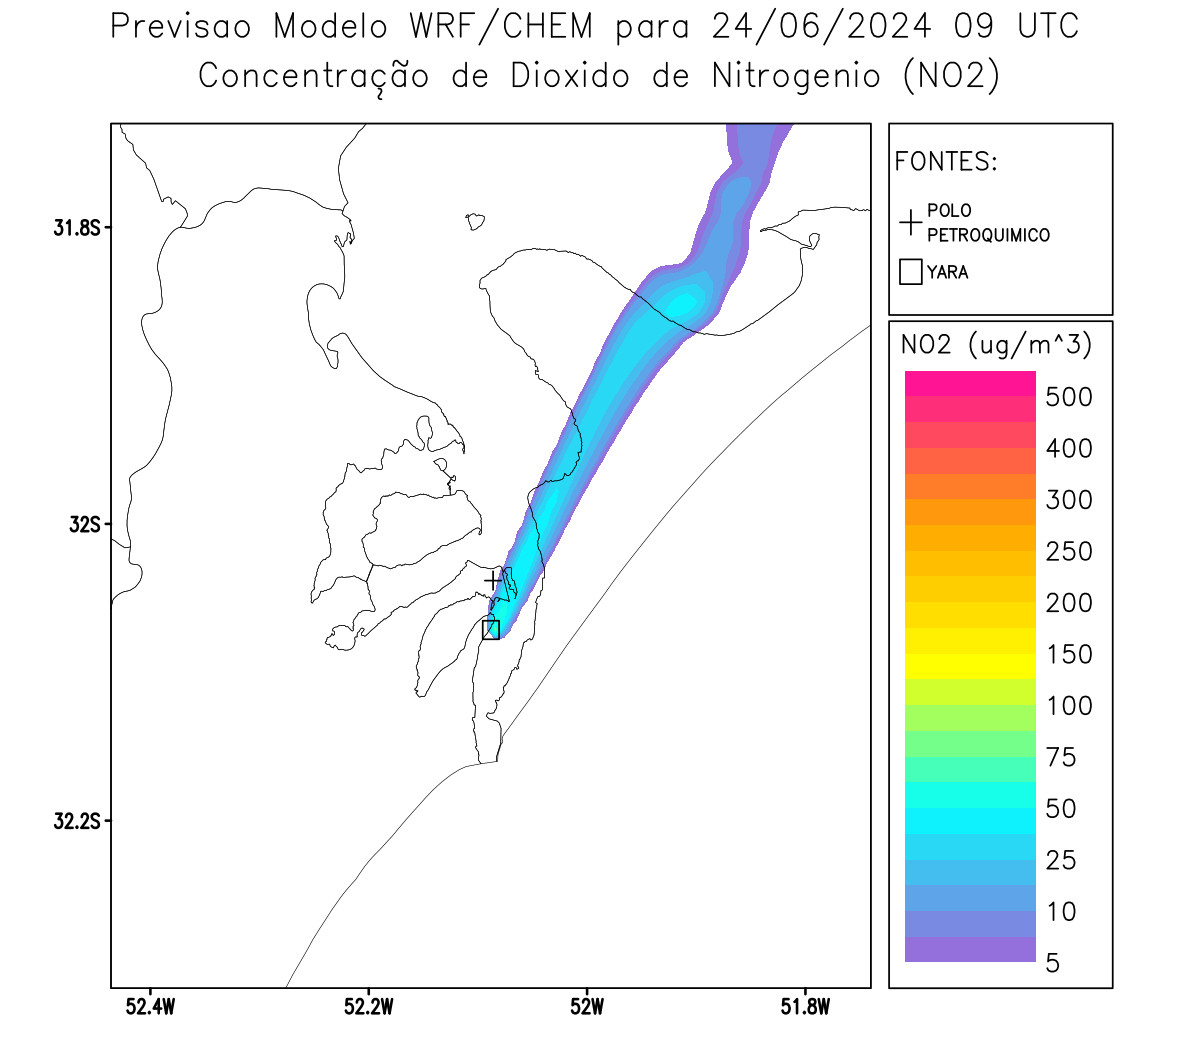 Previsao Modelo WRF/CHEM para 24/06/2024 09 UTC
Concentração de Dioxido de Nitrogenio (NO2)
FONTES:
POLO
PETROQUIMICO
YARA
NO2 (ug/m^3)
500
400
300
250
200
150
100
75
50
25
10
5
31.8S
32S
32.2S
52.4W
52.2W
52W
51.8W